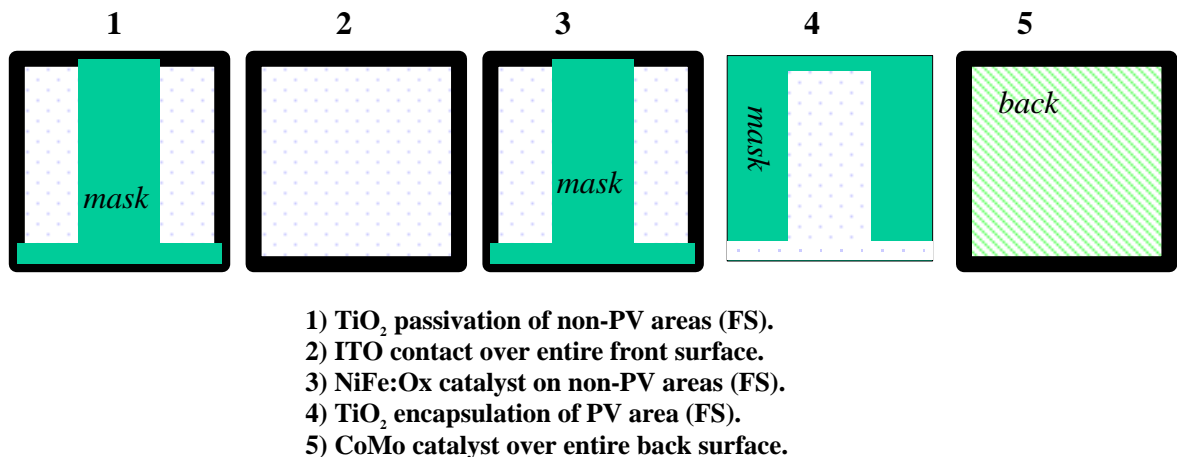 1 2 3 4 5
mask mask mask back
1) TiO₂ passivation of non-PV areas (FS).
2) ITO contact over entire front surface.
3) NiFe:Ox catalyst on non-PV areas (FS).
4) TiO₂ encapsulation of PV area (FS).
5) CoMo catalyst over entire back surface.